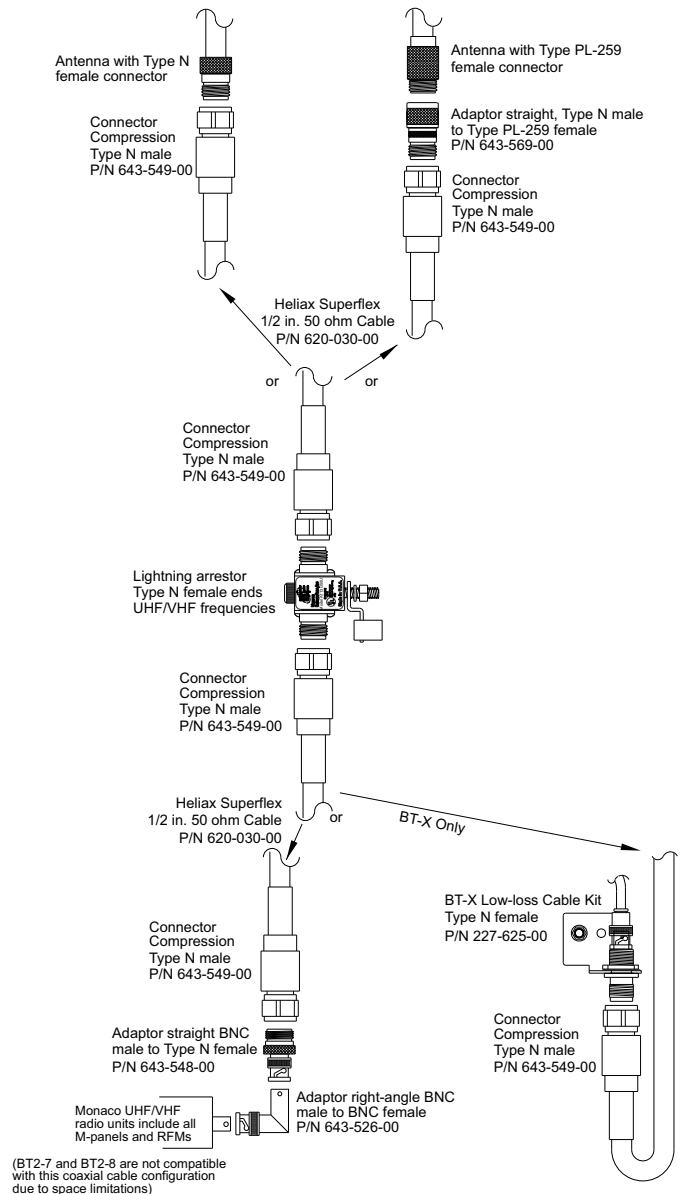 Antenna with Type N
female connector
Antenna with Type PL-259
female connector
Connector
Compression
Type N male
P/N 643-549-00
Adaptor straight, Type N male
to Type PL-259 female
P/N 643-569-00
Connector
Compression
Type N male
P/N 643-549-00
Heliax Superflex
1/2 in. 50 ohm Cable
P/N 620-030-00
or
or
Connector
Compression
Type N male
P/N 643-549-00
Lightning arrestor
Type N female ends
UHF/VHF frequencies
Connector
Compression
Type N male
P/N 643-549-00
Heliax Superflex
1/2 in. 50 ohm Cable
P/N 620-030-00
or
BT-X Only
BT-X Low-loss Cable Kit
Type N female
P/N 227-625-00
Connector
Compression
Type N male
P/N 643-549-00
Connector
Compression
Type N male
P/N 643-549-00
Adaptor straight BNC
male to Type N female
P/N 643-548-00
Adaptor right-angle BNC
male to BNC female
P/N 643-526-00
Monaco UHF/VHF
radio units include all
M-panels and RFMs
(BT2-7 and BT2-8 are not compatible
with this coaxial cable configuration
due to space limitations)